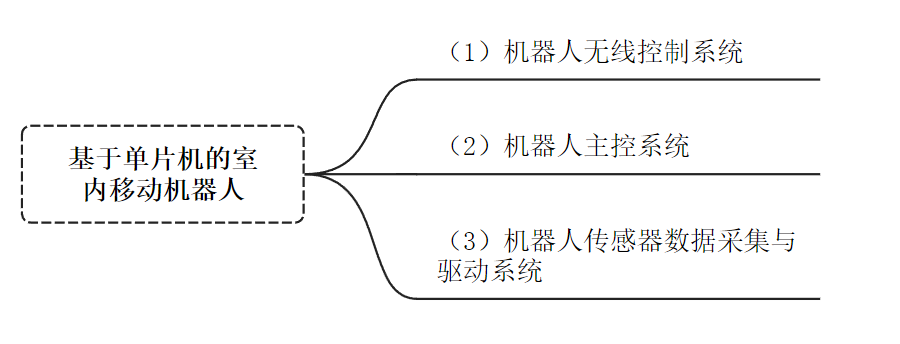 （1）机器人无线控制系统
（2）机器人主控系统
基于单片机的室
内移动机器人
（3）机器人传感器数据采集与
驱动系统